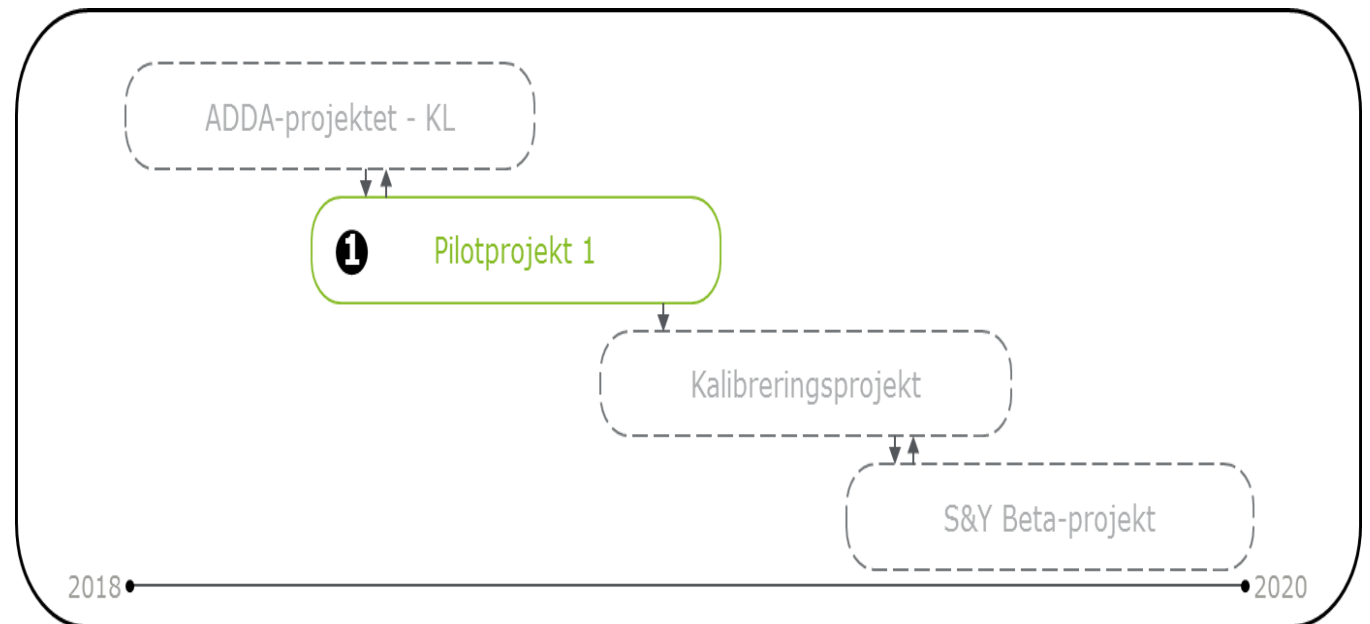 ADDA-projektet - KL
1 Pilotprojekt 1
Kalibreringsprojekt
S&Y Beta-projekt
2018 2020